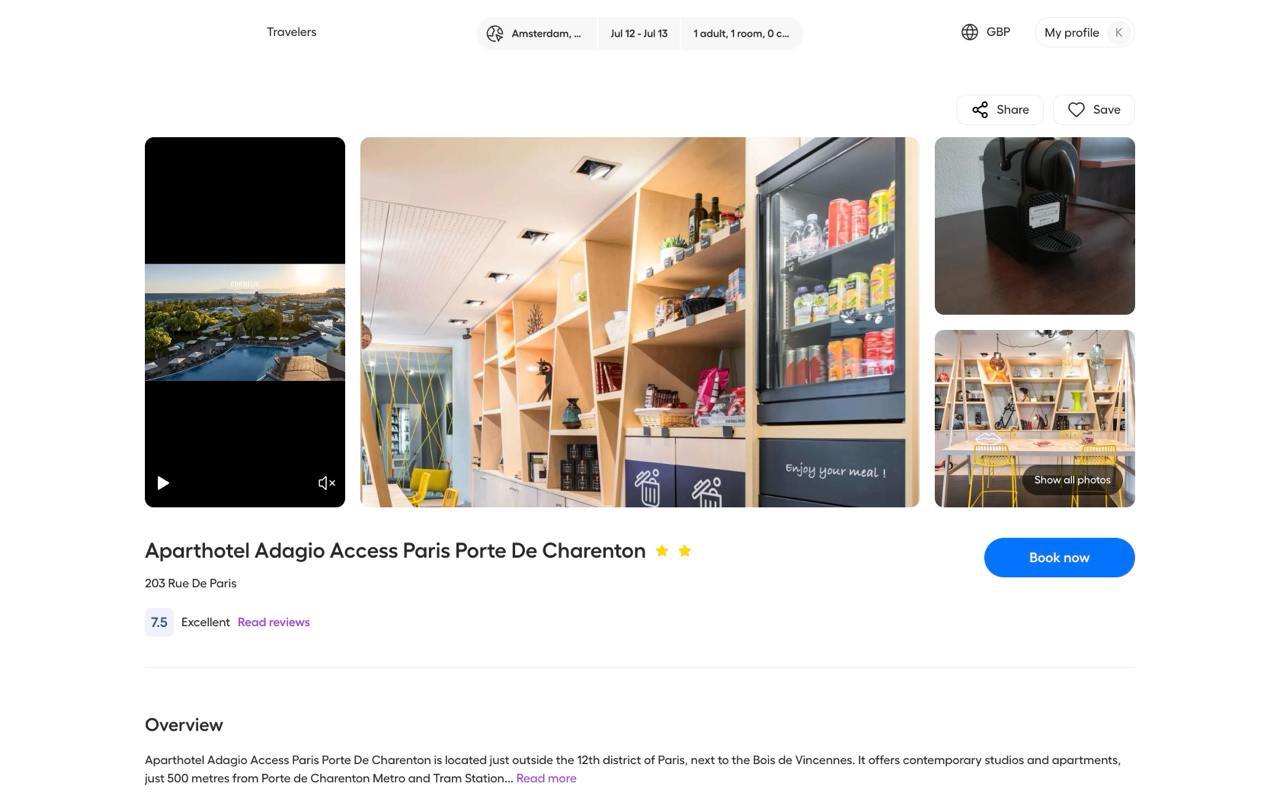 Travelers
Amsterdam, ...
Jul 12 - Jul 13
1 adult, 1 room, 0 c...
GBP
My profile K
Share
Save
CORNELIA
Enjoy your meal !
Show all photos
Aparthotel Adagio Access Paris Porte De Charenton
Book now
203 Rue De Paris
7.5 Excellent Read reviews
Overview
Aparthotel Adagio Access Paris Porte De Charenton is located just outside the 12th district of Paris, next to the Bois de Vincennes. It offers contemporary studios and apartments,
just 500 metres from Porte de Charenton Metro and Tram Station... Read more